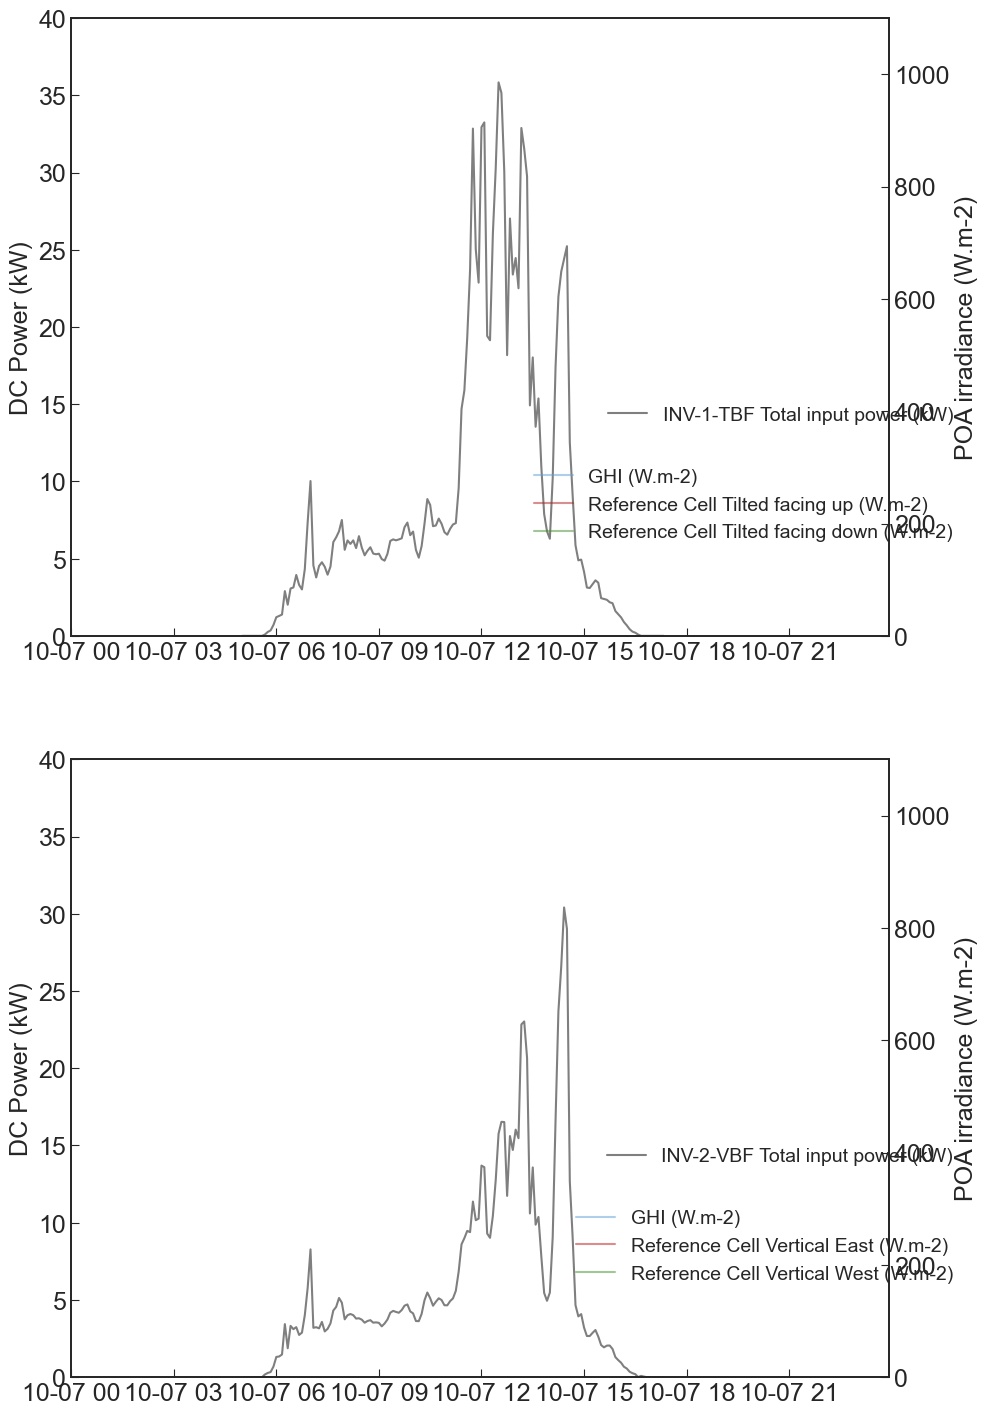 40
35
30
25
20
15
10
5
0
DC Power (kW)
1000
800
600
400
200
0
POA irradiance (W.m-2)
INV-1-TBF Total input power (kW)
GHI (W.m-2)
Reference Cell Tilted facing up (W.m-2)
Reference Cell Tilted facing down (W.m-2)
10-07 00 10-07 03 10-07 06 10-07 09 10-07 12 10-07 15 10-07 18 10-07 21
40
35
30
25
20
15
10
5
0
DC Power (kW)
1000
800
600
400
200
0
POA irradiance (W.m-2)
INV-2-VBF Total input power (kW)
GHI (W.m-2)
Reference Cell Vertical East (W.m-2)
Reference Cell Vertical West (W.m-2)
10-07 00 10-07 03 10-07 06 10-07 09 10-07 12 10-07 15 10-07 18 10-07 21